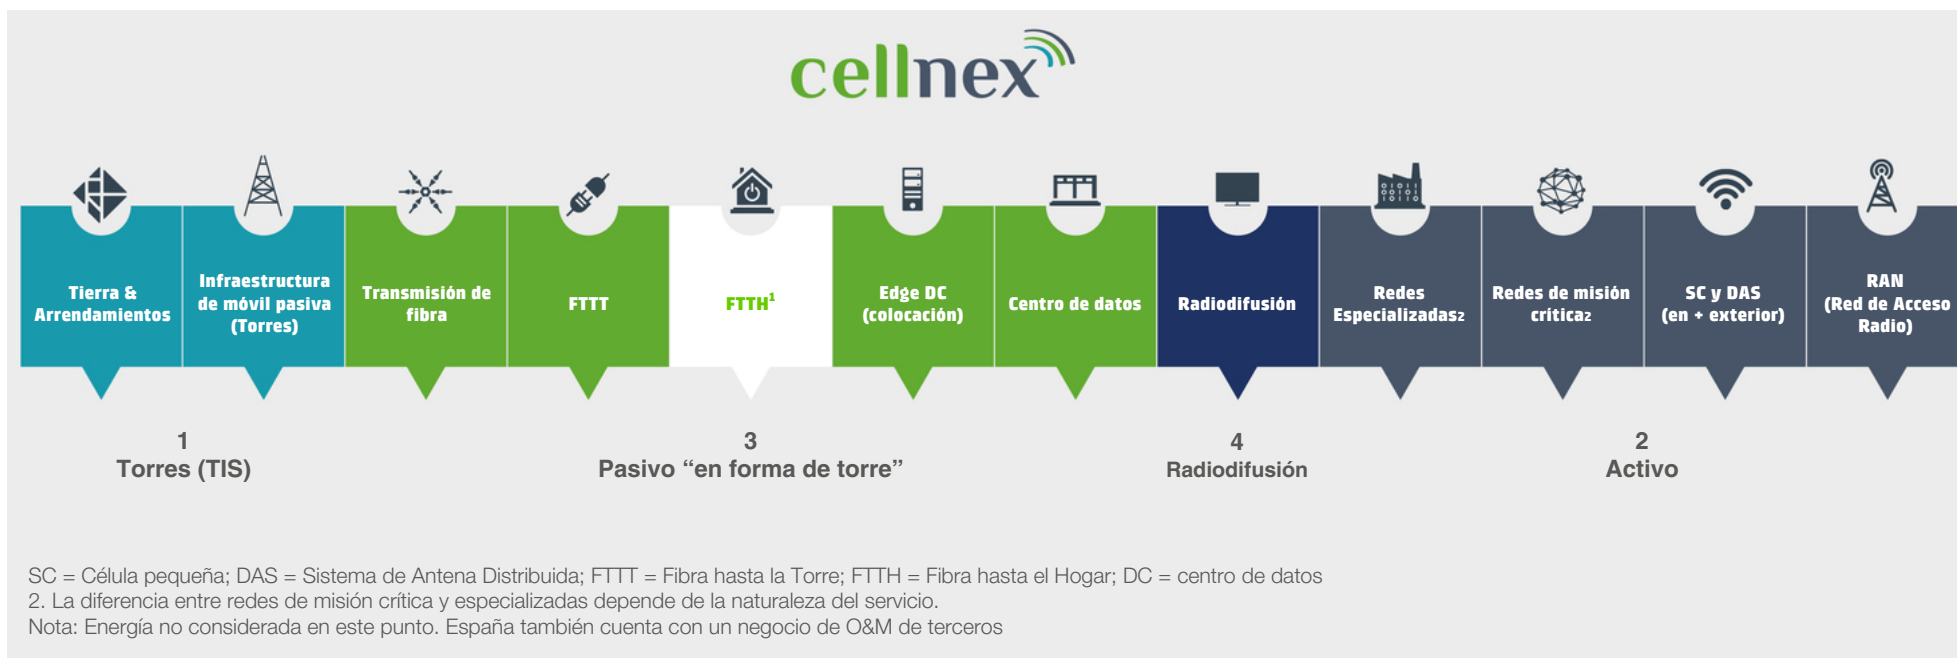 cellnex
Tierra &
Arrendamientos
Infraestructura
de móvil pasiva
(Torres)
Transmisión de
fibra
FTTT
FTTH¹
Edge DC
(colocación)
Centro de datos
Radiodifusión
Redes
Especializadas2
Redes de misión
crítica2
SC y DAS
(en + exterior)
RAN
(Red de Acceso
Radio)
01011
00101
10110
1
Torres (TIS)
3
Pasivo “en forma de torre”
4
Radiodifusión
2
Activo
SC = Célula pequeña; DAS = Sistema de Antena Distribuida; FTTT = Fibra hasta la Torre; FTTH = Fibra hasta el Hogar; DC = centro de datos
2. La diferencia entre redes de misión crítica y especializadas depende de la naturaleza del servicio.
Nota: Energía no considerada en este punto. España también cuenta con un negocio de O&M de terceros